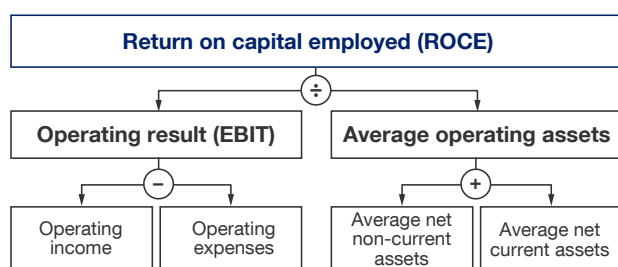 Return on capital employed (ROCE)
÷
Operating result (EBIT)
Average operating assets
−
+
Operating
income
Operating
expenses
Average net
non-current
assets
Average net
current assets